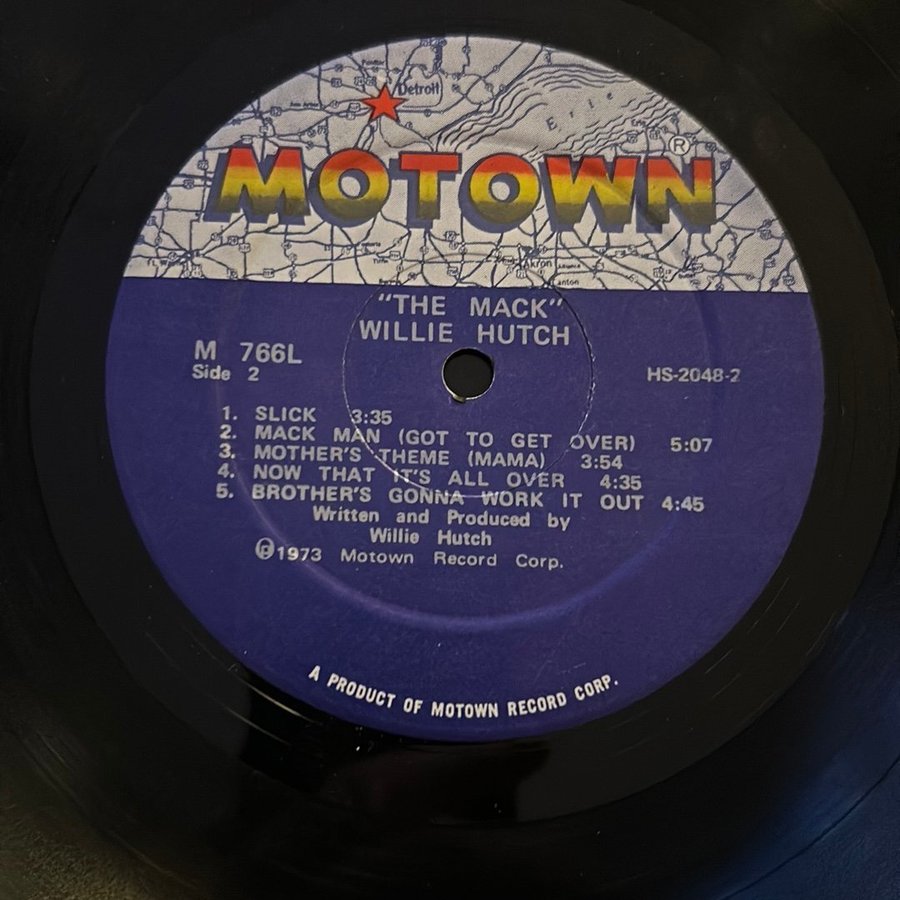 Detroit
Erie
MOTOWN®
Akron
"THE MACK"
WILLIE HUTCH
M 766L
Side 2
HS-2048-2
1. SLICK 3:35
2. MACK MAN (GOT TO GET OVER) 5:07
3. MOTHER'S THEME (MAMA) 3:54
4. NOW THAT IT'S ALL OVER 4:35
5. BROTHER'S GONNA WORK IT OUT 4:45
Written and Produced by
Willie Hutch
℗1973 Motown Record Corp.
A PRODUCT OF MOTOWN RECORD CORP.